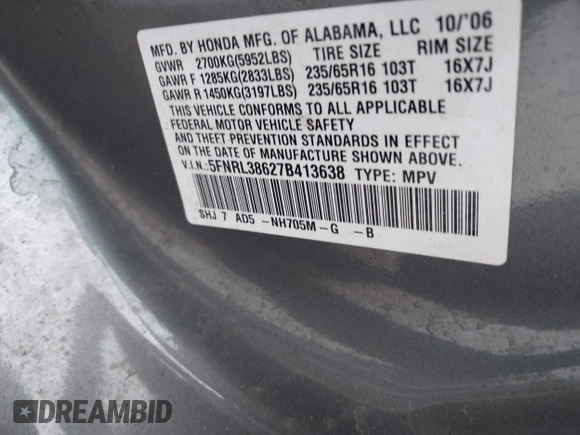 MFD. BY HONDA MFG. OF ALABAMA, LLC 10/'06
GVWR 2700KG(5952LBS) TIRE SIZE RIM SIZE
GAWR F 1285KG(2833LBS) 235/65R16 103T 16X7J
GAWR R 1450KG(3197LBS) 235/65R16 103T 16X7J
THIS VEHICLE CONFORMS TO ALL APPLICABLE
FEDERAL MOTOR VEHICLE SAFETY
AND THEFT PREVENTION STANDARDS IN EFFECT
ON THE DATE OF MANUFACTURE SHOWN ABOVE.
V.I.N.:5FNRL38627B413638 TYPE: MPV
SHJ 7 AD5 -NH705M-G -B
DREAMBID